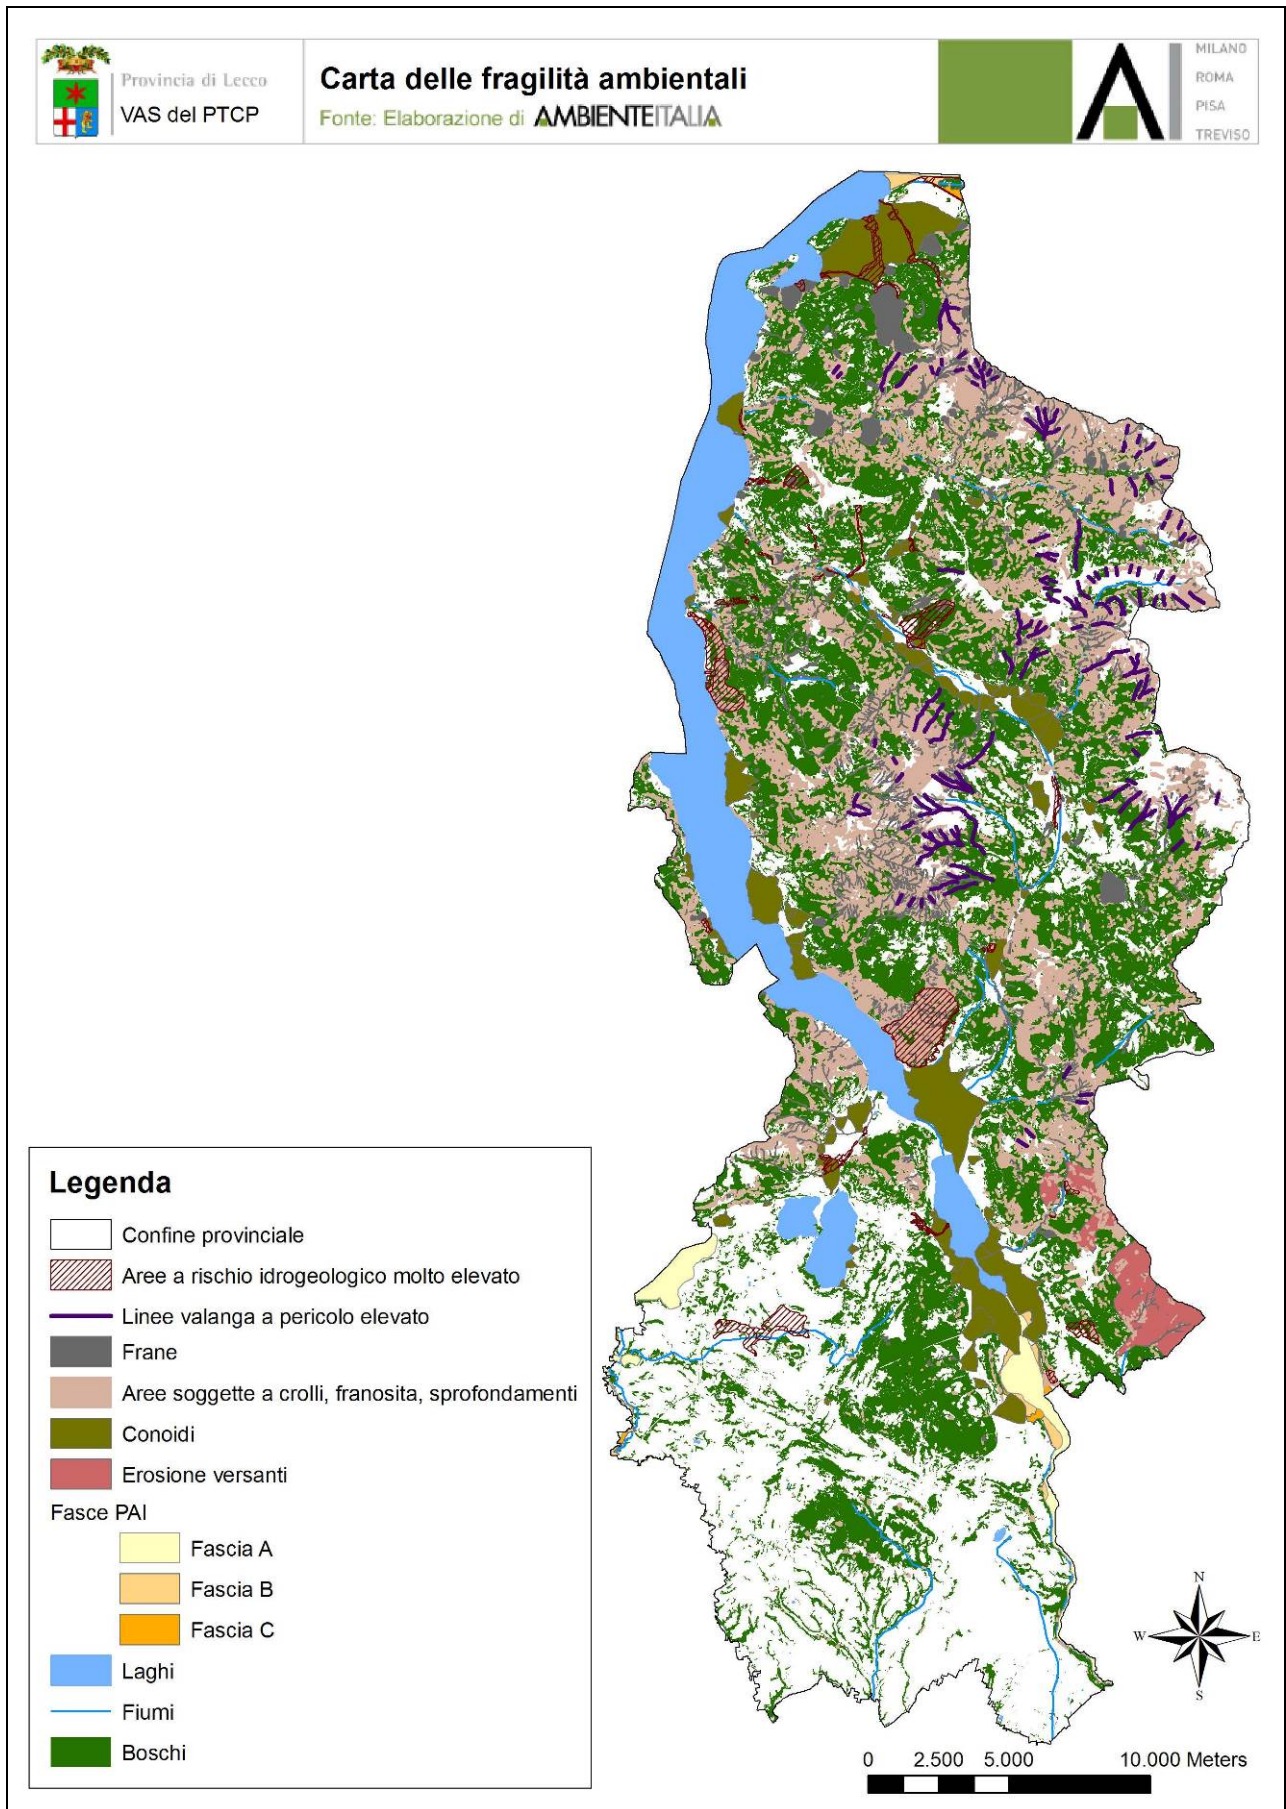 Provincia di Lecco
VAS del PTCP
Carta delle fragilità ambientali
Fonte: Elaborazione di AMBIENTEITALIA
MILANO
ROMA
PISA
TREVISO
Legenda
Confine provinciale
Aree a rischio idrogeologico molto elevato
Linee valanga a pericolo elevato
Frane
Aree soggette a crolli, franosita, sprofondamenti
Conoidi
Erosione versanti
Fasce PAI
Fascia A
Fascia B
Fascia C
Laghi
Fiumi
Boschi
N
W E
S
0 2.500 5.000 10.000 Meters